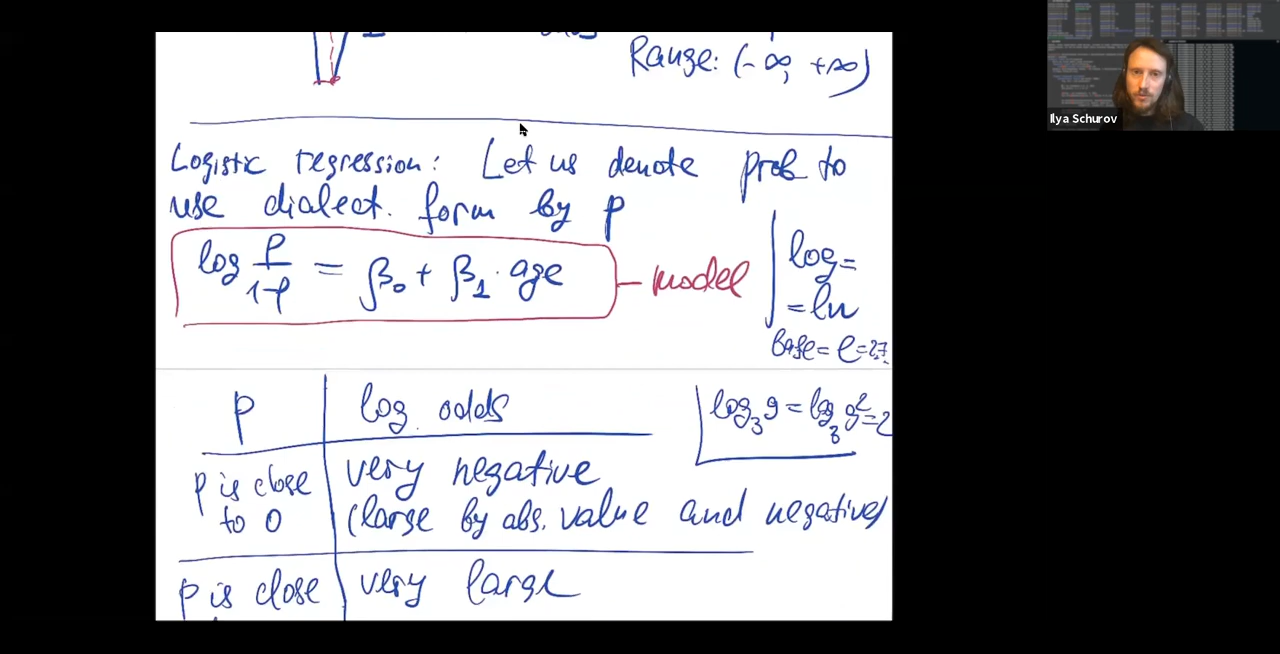 Range: (-∞, +∞)
Ilya Schurov
Logistic regression: Let us denote prob to
use dialect. form by p
log p/1-p = β₀ + β₁ · age
model
log =
= ln
base = e = 2,7
p
log odds
log₃ 9 =
= 2
p is close
to 0
very negative
(large by abs. value and negative)
p is close
very large